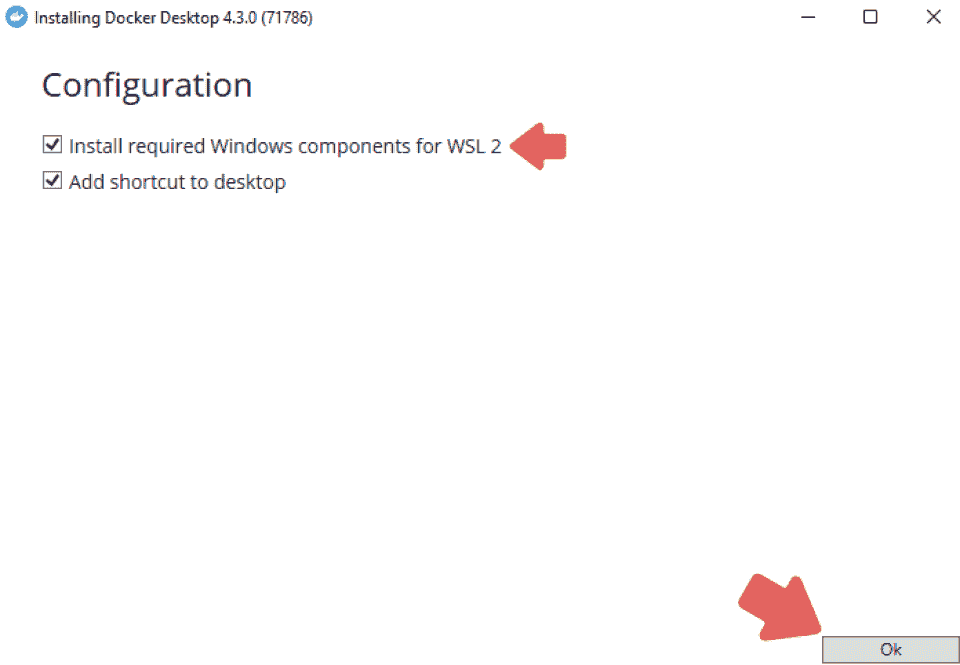 Installing Docker Desktop 4.3.0 (71786)
Configuration
Install required Windows components for WSL 2
Add shortcut to desktop
Ok